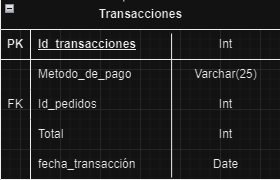 Transacciones
PK Id_transacciones Int
Metodo_de_pago Varchar(25)
FK Id_pedidos Int
Total Int
fecha_transacción Date